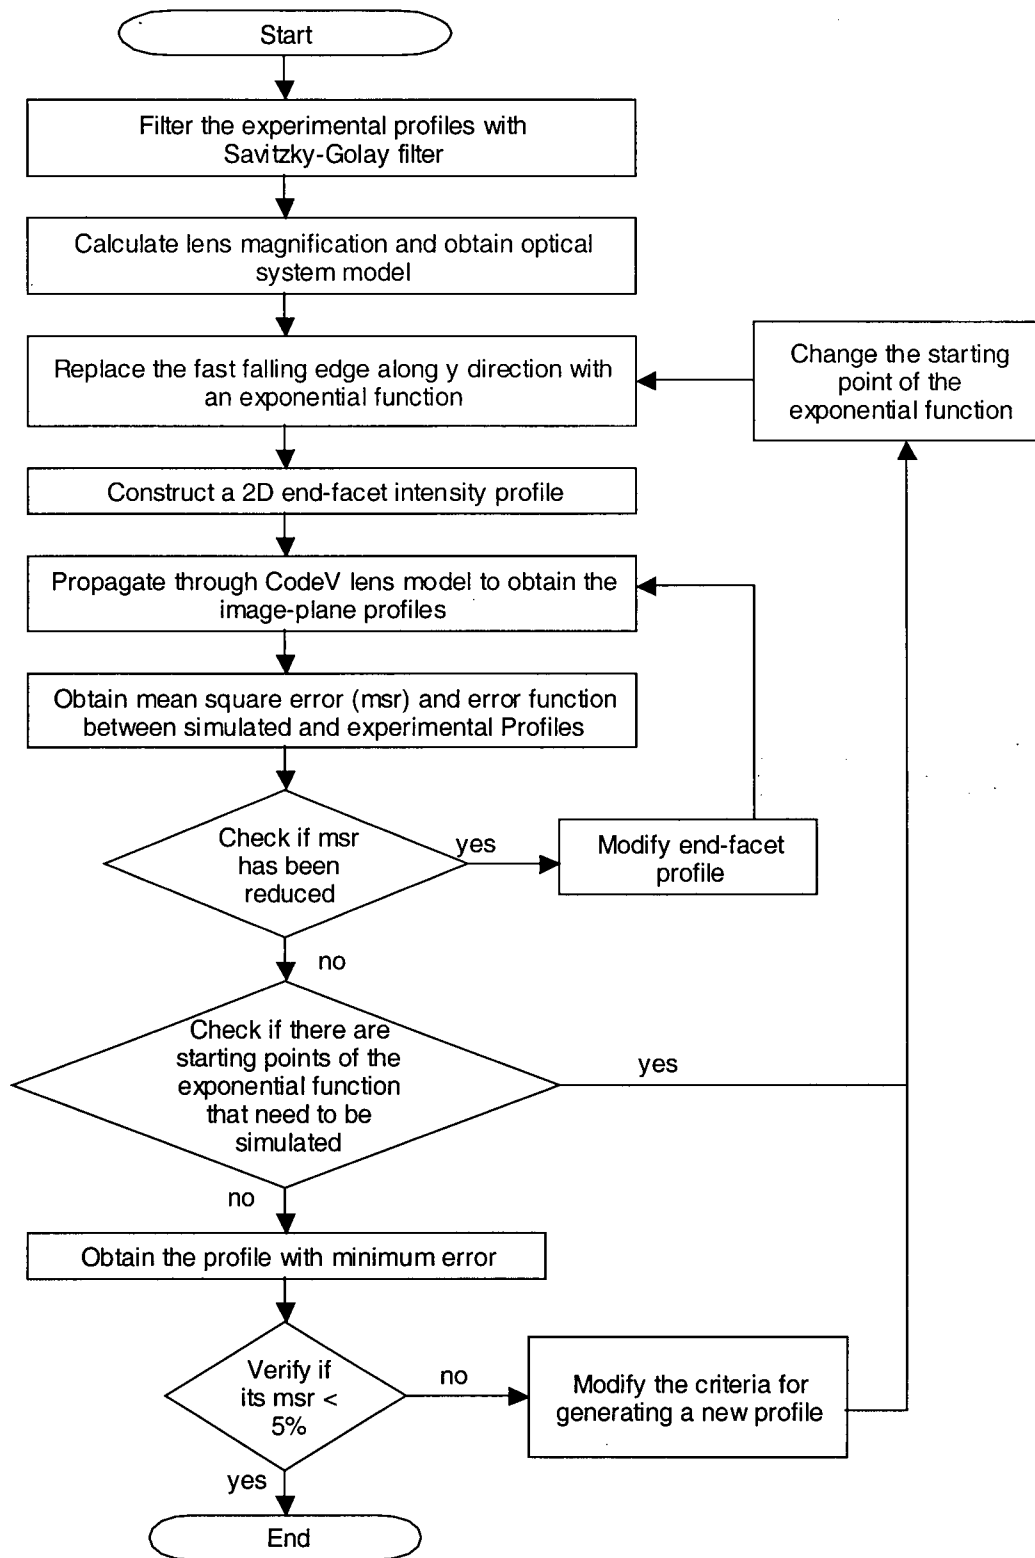 Start
Filter the experimental profiles with
Savitzky-Golay filter
Calculate lens magnification and obtain optical
system model
Replace the fast falling edge along y direction with
an exponential function
Change the starting
point of the
exponential function
Construct a 2D end-facet intensity profile
Propagate through CodeV lens model to obtain the
image-plane profiles
Obtain mean square error (msr) and error function
between simulated and experimental Profiles
Check if msr
has been
reduced
yes
Modify end-facet
profile
no
Check if there are
starting points of the
exponential function
that need to be
simulated
yes
no
Obtain the profile with minimum error
Verify if
its msr <
5%
no
Modify the criteria for
generating a new profile
yes
End